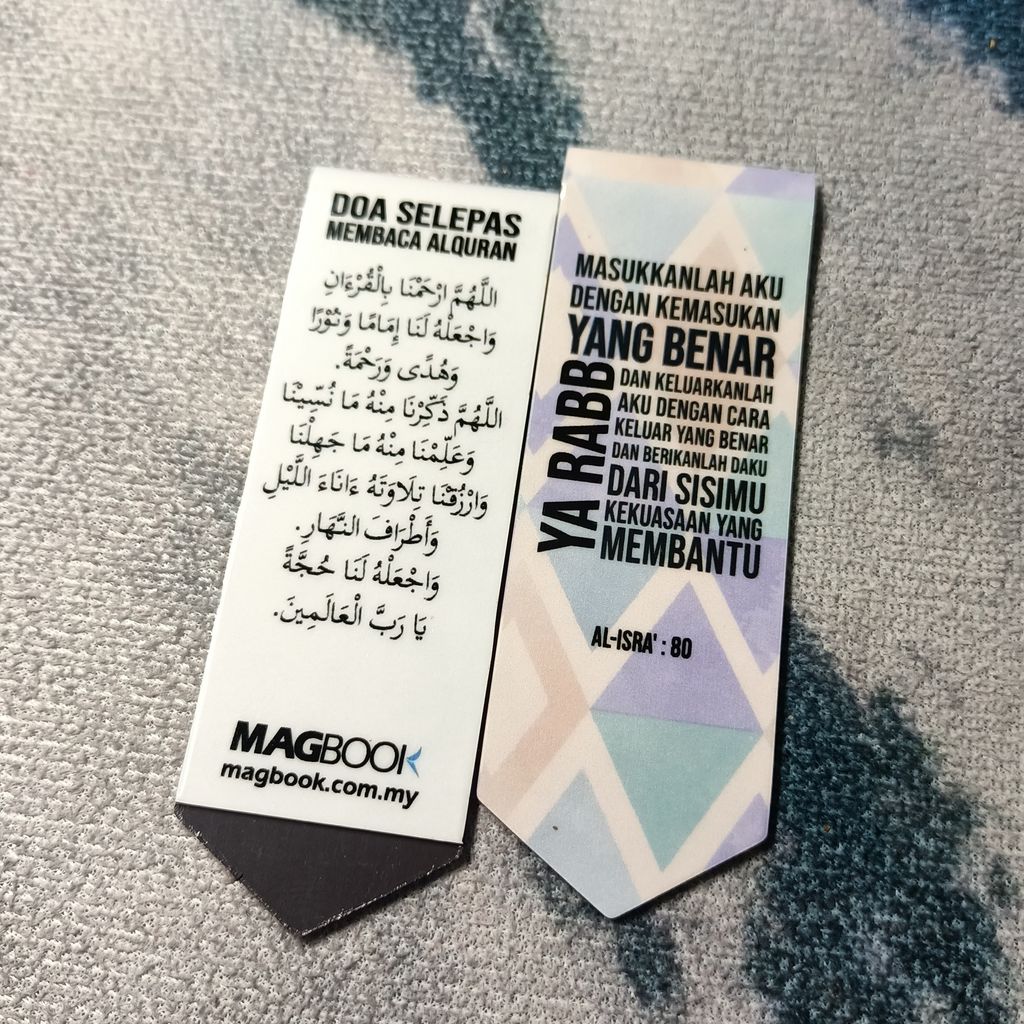 DOA SELEPAS
MEMBACA ALQURAN
اللَّهُمَّ ارْحَمْنَا بِالْقُرْءَانِ
وَاجْعَلْهُ لَنَا إِمَامًا وَنُوْرًا
وَهُدًى وَرَحْمَةً.
اللَّهُمَّ ذَكِّرْنَا مِنْهُ مَا نُسِّيْنَا
وَعَلِّمْنَا مِنْهُ مَا جَهِلْنَا
وَارْزُقْنَا تِلَاوَتَهُ ءَانَاءَ اللَّيْلِ
وَأَطْرَافَ النَّهَارِ.
وَاجْعَلْهُ لَنَا حُجَّةً
يَا رَبَّ الْعَالَمِينَ.
MAGBOOK
magbook.com.my
YA RABB
MASUKKANLAH AKU
DENGAN KEMASUKAN
YANG BENAR
DAN KELUARKANLAH
AKU DENGAN CARA
KELUAR YANG BENAR
DAN BERIKANLAH DAKU
DARI SISIMU
KEKUASAAN YANG
MEMBANTU
AL-ISRA' : 80